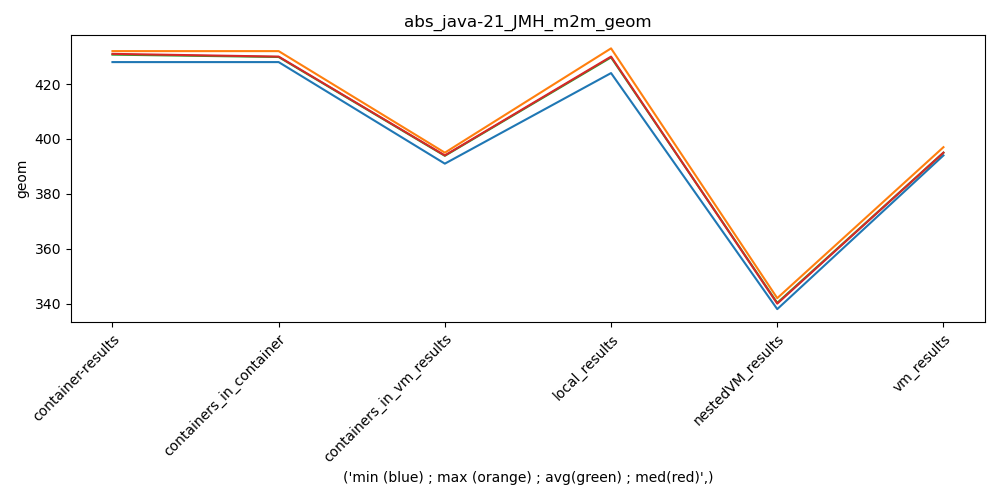 abs_java-21_JMH_m2m_geom
geom
420
400
380
360
340
container-results
containers_in_container
containers_in_vm_results
local_results
nestedVM_results
vm_results
('min (blue) ; max (orange) ; avg(green) ; med(red)',)